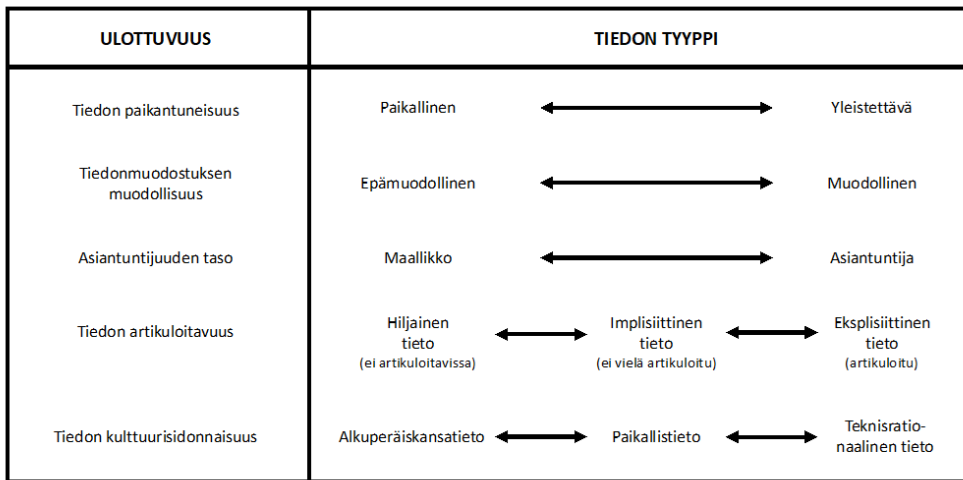 ULOTTUVUUS
TIEDON TYYPPI
Tiedon paikantuneisuus
Paikallinen
Yleistettävä
Tiedonmuodostuksen
muodollisuus
Epämuodollinen
Muodollinen
Asiantuntijuuden taso
Maallikko
Asiantuntija
Tiedon artikuloitavuus
Hiljainen
tieto
(ei artikuloitavissa)
Implisiittinen
tieto
(ei vielä artikuloitu)
Eksplisiittinen
tieto
(artikuloitu)
Tiedon kulttuurisidonnaisuus
Alkuperäiskansatieto
Paikallistieto
Teknisratio-
naalinen tieto